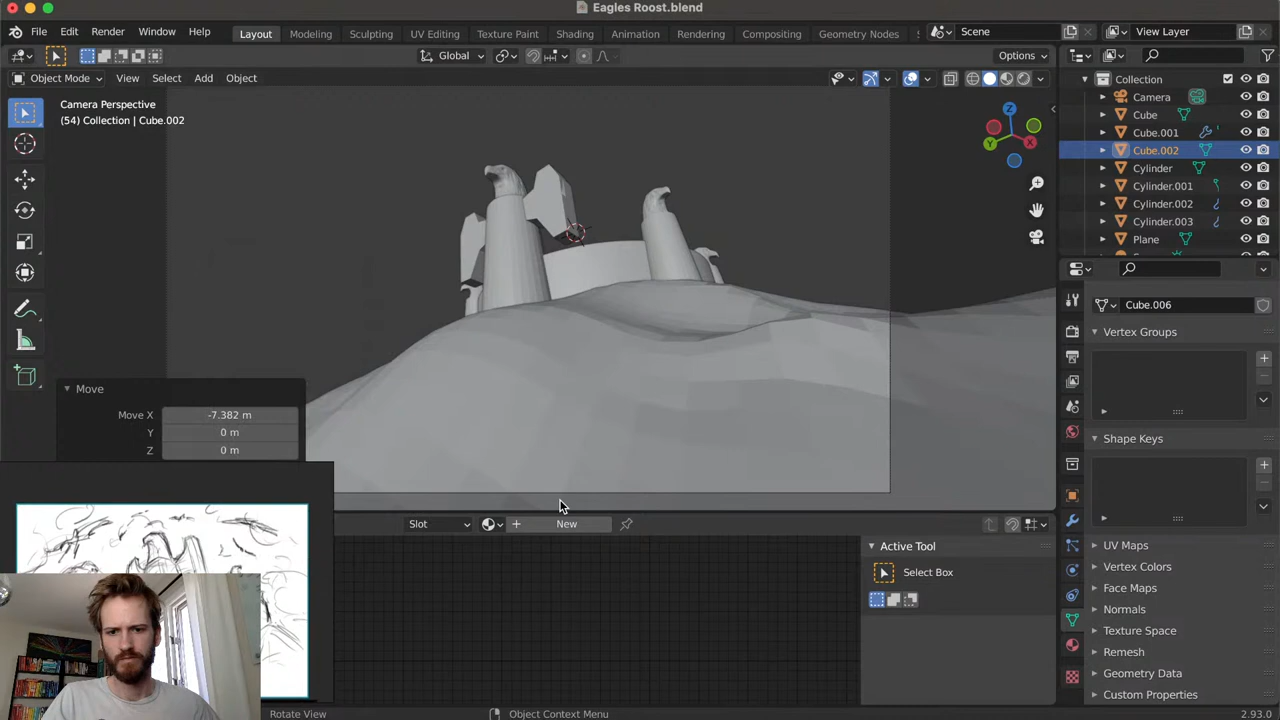 Eagles Roost.blend
File Edit Render Window Help Layout Modeling Sculpting UV Editing Texture Paint Shading Animation Rendering Compositing Geometry Nodes Scene View Layer
Global Options
Object Mode View Select Add Object
Camera Perspective
(54) Collection | Cube.002
Z
X
Y
Collection
Camera
Cube
Cube.001
Cube.002
Cylinder
Cylinder.001
Cylinder.002
Cylinder.003
Plane
Cube.006
Vertex Groups
Shape Keys
UV Maps
Vertex Colors
Face Maps
Normals
Texture Space
Remesh
Geometry Data
Custom Properties
Move
Move X -7.382 m
Y 0 m
Z 0 m
Slot New
Active Tool
Select Box
Rotate View Object Context Menu 2.93.0